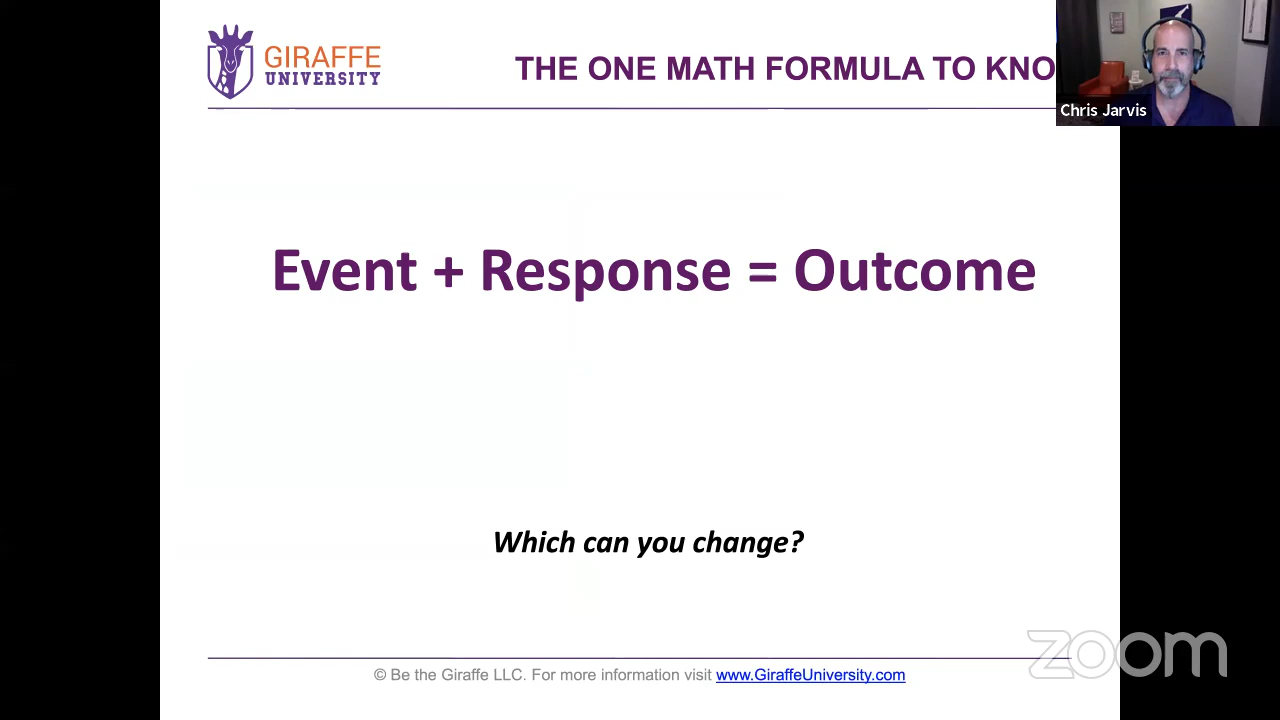 GIRAFFE
UNIVERSITY
THE ONE MATH FORMULA TO KNO
Chris Jarvis
Event + Response = Outcome
Which can you change?
© Be the Giraffe LLC. For more information visit www.GiraffeUniversity.com
zoom